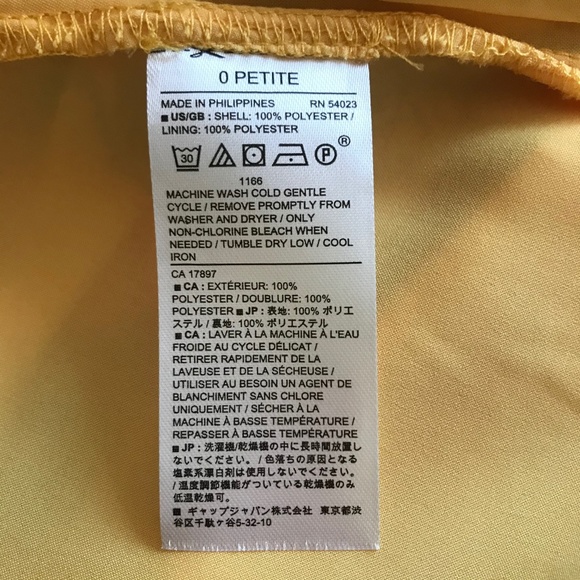 0 PETITE
MADE IN PHILIPPINES RN 54023
■ US/GB : SHELL: 100% POLYESTER /
LINING: 100% POLYESTER
30 P ®
1166
MACHINE WASH COLD GENTLE
CYCLE / REMOVE PROMPTLY FROM
WASHER AND DRYER / ONLY
NON-CHLORINE BLEACH WHEN
NEEDED / TUMBLE DRY LOW / COOL
IRON
CA 17897
■ CA : EXTÉRIEUR: 100%
POLYESTER / DOUBLURE: 100%
POLYESTER ■ JP : 表地: 100% ポリエ
ステル / 裏地: 100% ポリエステル
■ CA : LAVER À LA MACHINE À L'EAU
FROIDE AU CYCLE DÉLICAT /
RETIRER RAPIDEMENT DE LA
LAVEUSE ET DE LA SÉCHEUSE /
UTILISER AU BESOIN UN AGENT DE
BLANCHIMENT SANS CHLORE
UNIQUEMENT / SÉCHER À LA
MACHINE À BASSE TEMPÉRATURE /
REPASSER À BASSE TEMPÉRATURE
■ JP : 洗濯機/乾燥機の中に長時間放置し
ないでください。 / 色落ちの原因となる
塩素系漂白剤は使用しないでください。
/ 温度調節機能がついている乾燥機のみ
低温乾燥可。
■ ギャップジャパン株式会社 東京都渋
谷区千駄ヶ谷5-32-10